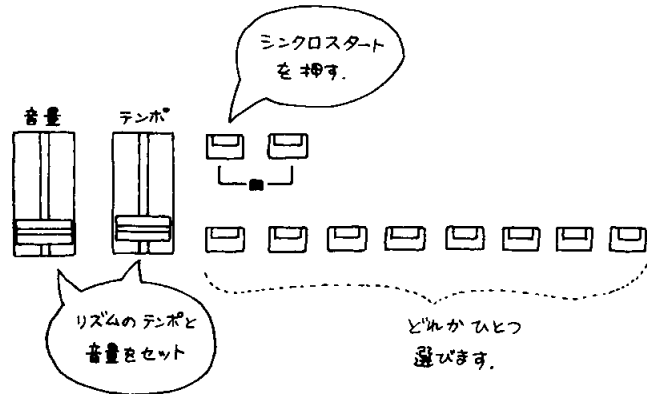 シンクロスタート
を押す.
音量
テンポ
リズムのテンポと
音量をセット
どれかひとつ
選びます.